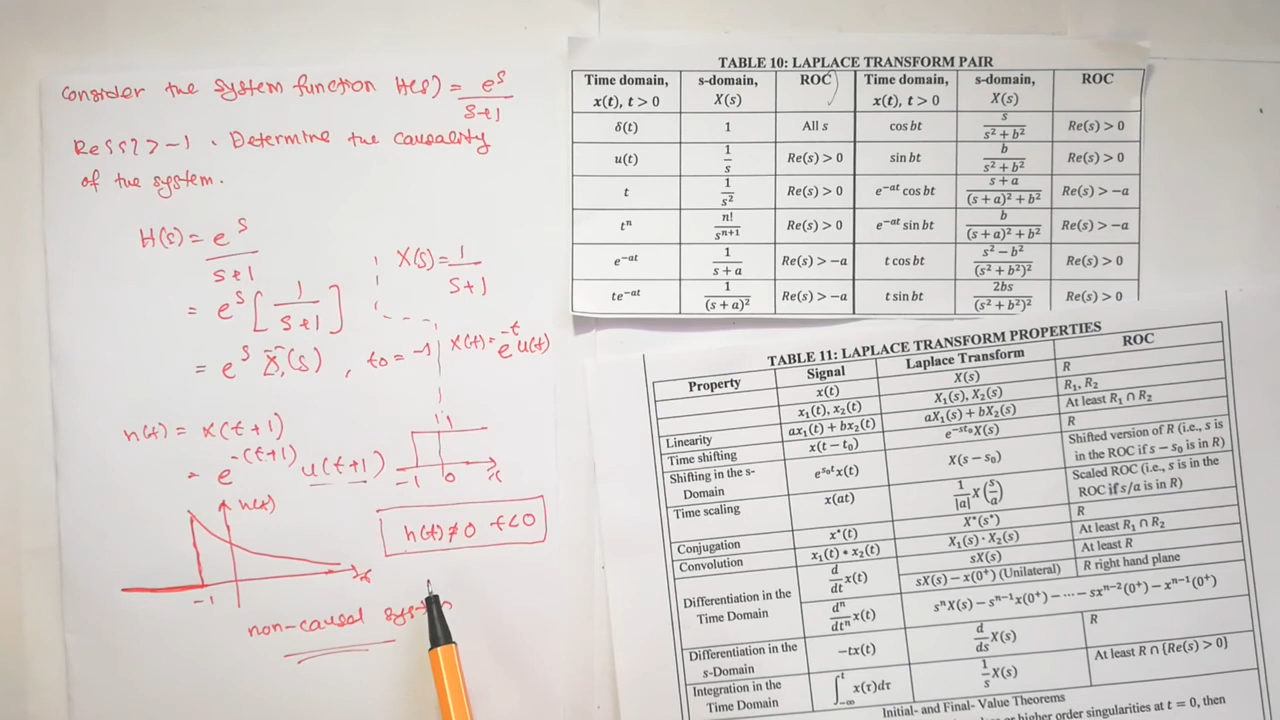 Consider the system function H(s) = e^s / s+1
Re{s} > -1 . Determine the causality
of the system.
H(s) = e^s / s+1
= e^s [ 1 / s+1 ]
= e^s X(s) , t0 = -1
X(s) = 1 / s+1
x(t) = e^-t u(t)
h(t) = x(t+1)
= e^-(t+1) u(t+1)
1
-1 0
h(t)
-1
h(t) ≠ 0 t<0
non-causal
TABLE 10: LAPLACE TRANSFORM PAIR
Time domain, x(t), t > 0 | s-domain, X(s) | ROC | Time domain, x(t), t > 0 | s-domain, X(s) | ROC
δ(t) | 1 | All s | cos bt | s/(s² + b²) | Re(s) > 0
u(t) | 1/s | Re(s) > 0 | sin bt | b/(s² + b²) | Re(s) > 0
t | 1/s² | Re(s) > 0 | e^-at cos bt | (s + a)/((s + a)² + b²) | Re(s) > -a
t^n | n!/s^(n+1) | Re(s) > 0 | e^-at sin bt | b/((s + a)² + b²) | Re(s) > -a
e^-at | 1/(s + a) | Re(s) > -a | t cos bt | (s² - b²)/(s² + b²)² | Re(s) > 0
te^-at | 1/(s + a)² | Re(s) > -a | t sin bt | 2bs/(s² + b²)² | Re(s) > 0
TABLE 11: LAPLACE TRANSFORM PROPERTIES
Property | Signal | Laplace Transform | ROC
x(t) | X(s) | R
x1(t), x2(t) | X1(s), X2(s) | R1, R2
Linearity | ax1(t) + bx2(t) | aX1(s) + bX2(s) | At least R1 ∩ R2
Time shifting | x(t - t0) | e^-st0 X(s) | R
Shifting in the s-Domain | e^s0t x(t) | X(s - s0) | Shifted version of R (i.e., s is in the ROC if s - s0 is in R)
Time scaling | x(at) | 1/|a| X(s/a) | Scaled ROC (i.e., s is in the ROC if s/a is in R)
Conjugation | x*(t) | X*(s*) | R
Convolution | x1(t) * x2(t) | X1(s) · X2(s) | At least R1 ∩ R2
Differentiation in the Time Domain | d/dt x(t) | sX(s) | At least R
sX(s) - x(0+) (Unilateral) | R right hand plane
d^n/dt^n x(t) | s^n X(s) - s^(n-1) x(0+) - ⋯ - s x^(n-2)(0+) - x^(n-1)(0+)
Differentiation in the s-Domain | -tx(t) | d/ds X(s) | R
Integration in the Time Domain | ∫_-∞^t x(τ)dτ | 1/s X(s) | At least R ∩ {Re(s) > 0}
Initial- and Final- Value Theorems
higher order singularities at t = 0, then